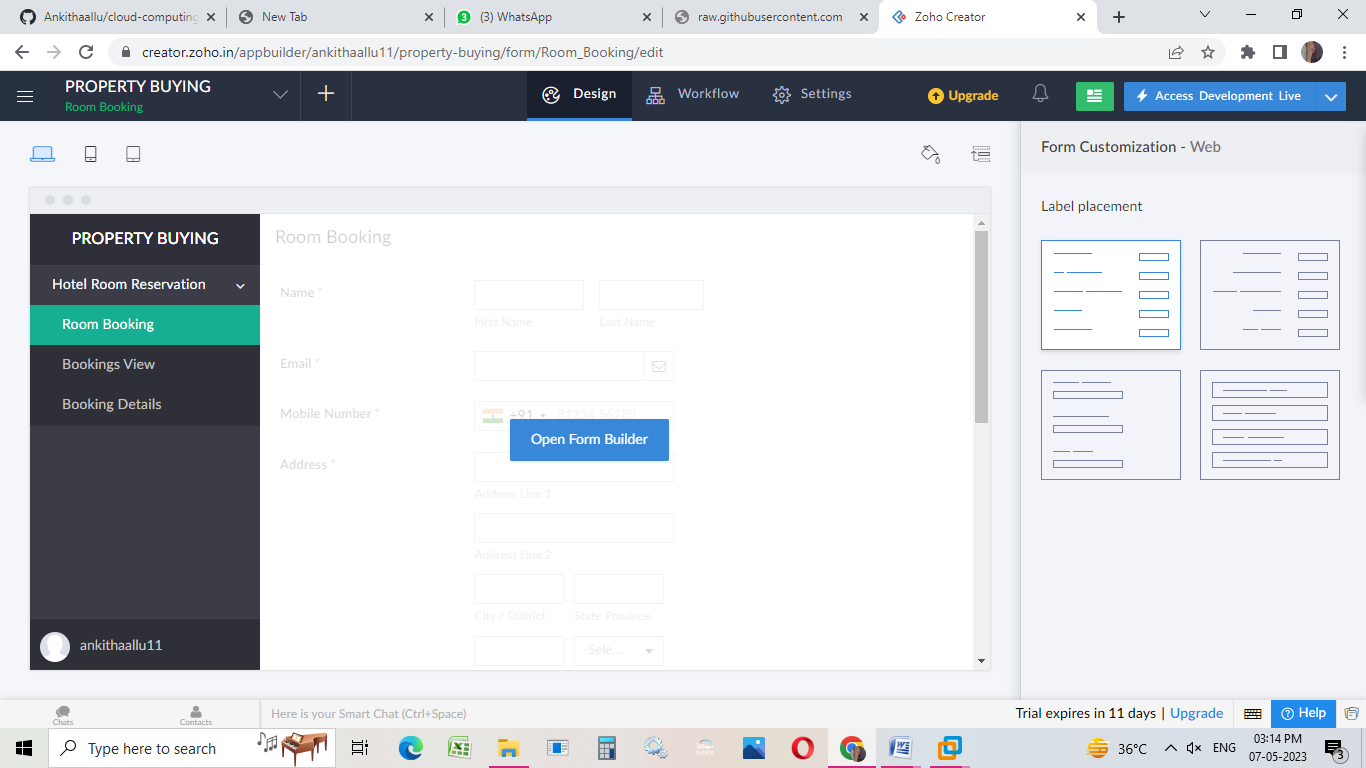 Ankithaallu/cloud-computing
New Tab
(3) WhatsApp
raw.githubusercontent.com
Zoho Creator
creator.zoho.in/appbuilder/ankithaallu11/property-buying/form/Room_Booking/edit
PROPERTY BUYING
Room Booking
Design
Workflow
Settings
Upgrade
Access Development Live
Form Customization - Web
Label placement
PROPERTY BUYING
Hotel Room Reservation
Room Booking
Bookings View
Booking Details
ankithaallu11
Room Booking
Name *
First Name
Last Name
Email *
Mobile Number *
+91
81234 56789
Open Form Builder
Address *
Address Line 1
Address Line 2
City / District
State Province
-Sele...
Chats
Contacts
Here is your Smart Chat (Ctrl+Space)
Trial expires in 11 days | Upgrade
Help
Type here to search
36°C
ENG
03:14 PM
07-05-2023
3